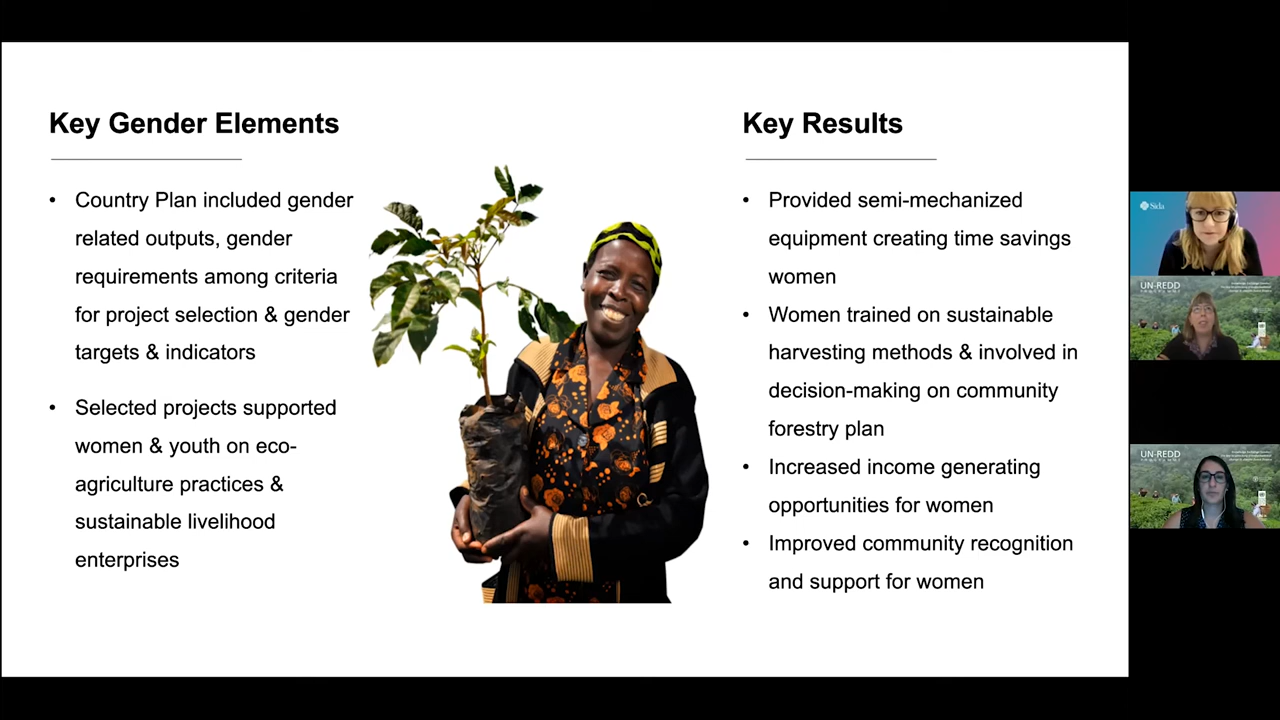 Key Gender Elements
• Country Plan included gender
related outputs, gender
requirements among criteria
for project selection & gender
targets & indicators
• Selected projects supported
women & youth on eco-
agriculture practices &
sustainable livelihood
enterprises
Key Results
• Provided semi-mechanized
equipment creating time savings
women
• Women trained on sustainable
harvesting methods & involved in
decision-making on community
forestry plan
• Increased income generating
opportunities for women
• Improved community recognition
and support for women
Sida
UN-REDD
PROGRAMME
UN-REDD
PROGRAMME